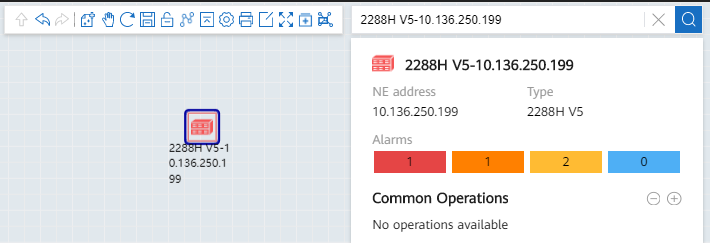 2288H V5-10.136.250.199
2288H V5-10.136.250.199
NE address
Type
10.136.250.199
2288H V5
Alarms
1
1
2
0
Common Operations
No operations available
2288H V5-1
0.136.250.1
99